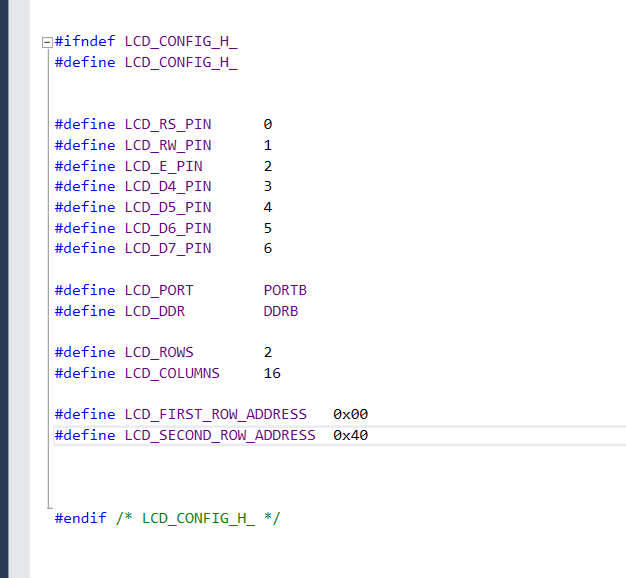 #ifndef LCD_CONFIG_H_
#define LCD_CONFIG_H_
#define LCD_RS_PIN 0
#define LCD_RW_PIN 1
#define LCD_E_PIN 2
#define LCD_D4_PIN 3
#define LCD_D5_PIN 4
#define LCD_D6_PIN 5
#define LCD_D7_PIN 6
#define LCD_PORT PORTB
#define LCD_DDR DDRB
#define LCD_ROWS 2
#define LCD_COLUMNS 16
#define LCD_FIRST_ROW_ADDRESS 0x00
#define LCD_SECOND_ROW_ADDRESS 0x40
#endif /* LCD_CONFIG_H_ */